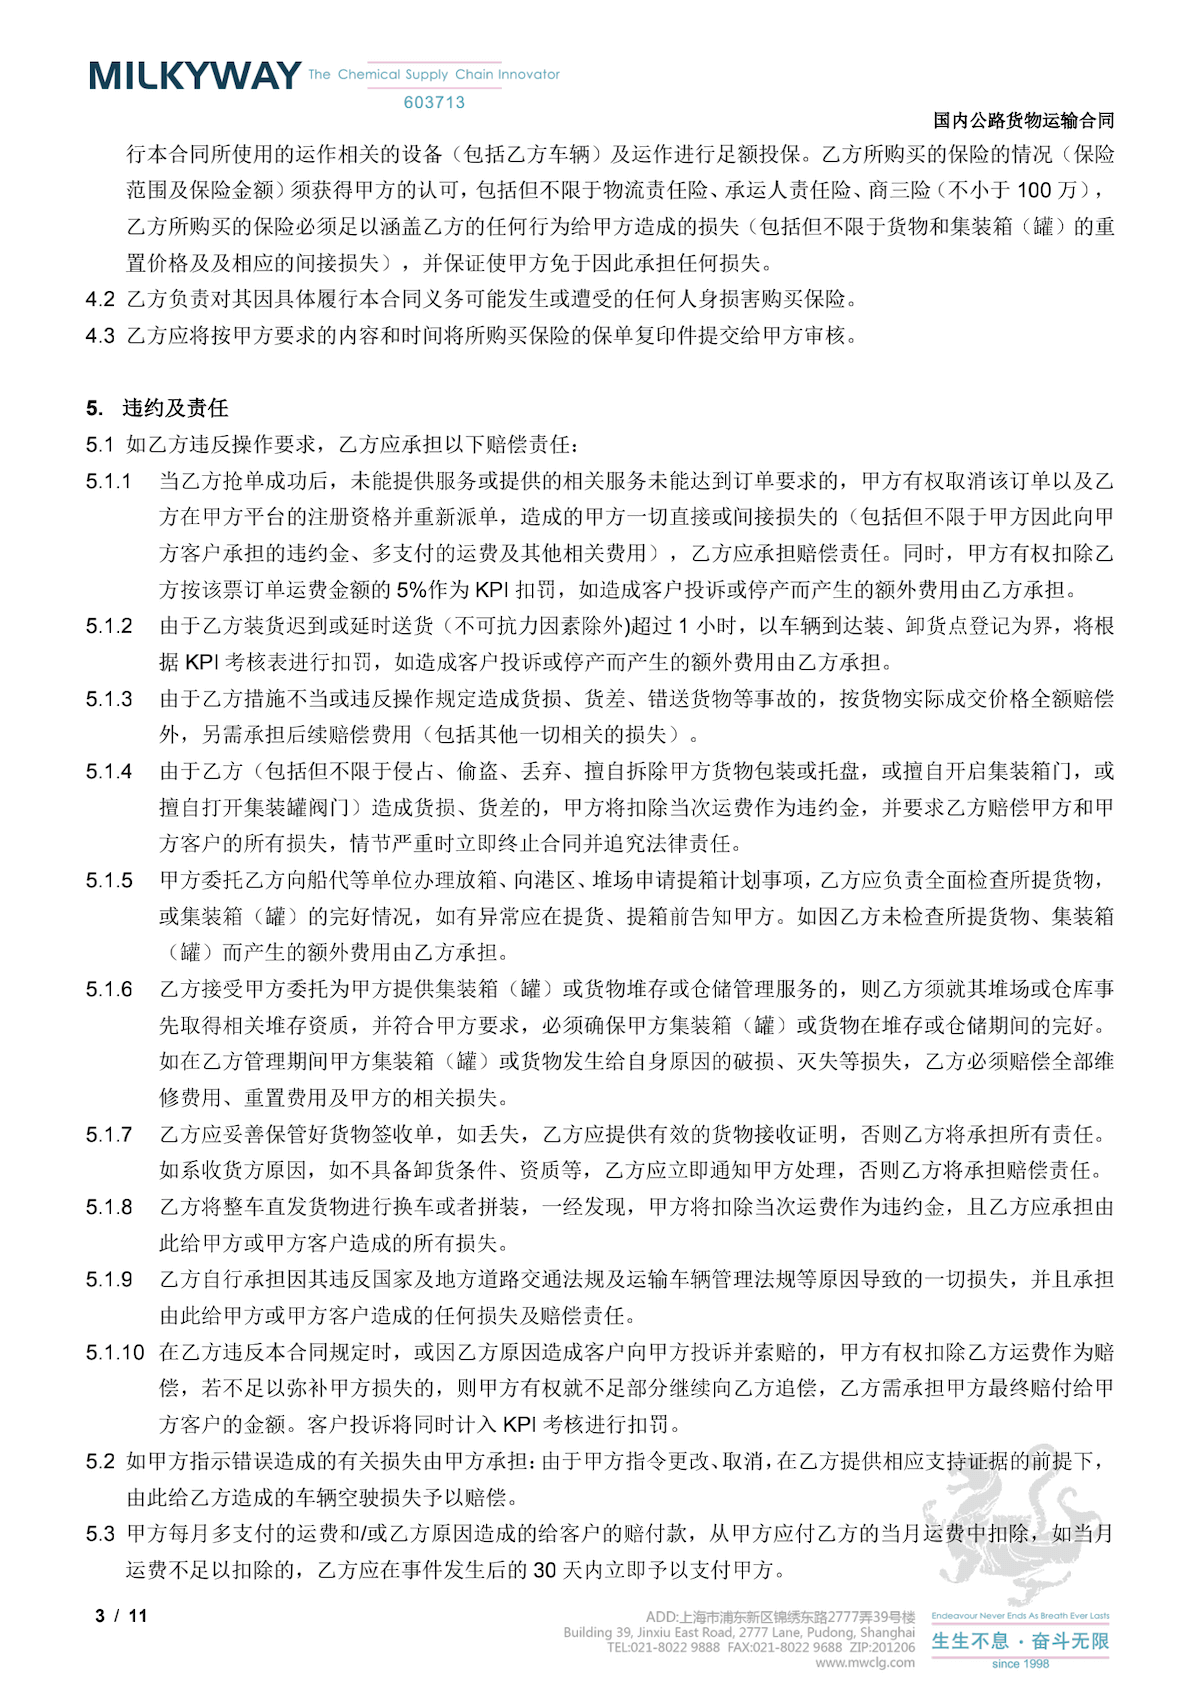 MILKYWAY The Chemical Supply Chain Innovator
603713
国内公路货物运输合同
行本合同所使用的运作相关的设备（包括乙方车辆）及运作进行足额投保。乙方所购买的保险的情况（保险
范围及保险金额）须获得甲方的认可，包括但不限于物流责任险、承运人责任险、商三险（不小于 100 万），
乙方所购买的保险必须足以涵盖乙方的任何行为给甲方造成的损失（包括但不限于货物和集装箱（罐）的重
置价格及及相应的间接损失），并保证使甲方免于因此承担任何损失。
4.2 乙方负责对其因具体履行本合同义务可能发生或遭受的任何人身损害购买保险。
4.3 乙方应将按甲方要求的内容和时间将所购买保险的保单复印件提交给甲方审核。
5. 违约及责任
5.1 如乙方违反操作要求，乙方应承担以下赔偿责任：
5.1.1 当乙方抢单成功后，未能提供服务或提供的相关服务未能达到订单要求的，甲方有权取消该订单以及乙
方在甲方平台的注册资格并重新派单，造成的甲方一切直接或间接损失的（包括但不限于甲方因此向甲
方客户承担的违约金、多支付的运费及其他相关费用），乙方应承担赔偿责任。同时，甲方有权扣除乙
方按该票订单运费金额的 5%作为 KPI 扣罚，如造成客户投诉或停产而产生的额外费用由乙方承担。
5.1.2 由于乙方装货迟到或延时送货（不可抗力因素除外)超过 1 小时，以车辆到达装、卸货点登记为界，将根
据 KPI 考核表进行扣罚，如造成客户投诉或停产而产生的额外费用由乙方承担。
5.1.3 由于乙方措施不当或违反操作规定造成货损、货差、错送货物等事故的，按货物实际成交价格全额赔偿
外，另需承担后续赔偿费用（包括其他一切相关的损失）。
5.1.4 由于乙方（包括但不限于侵占、偷盗、丢弃、擅自拆除甲方货物包装或托盘，或擅自开启集装箱门，或
擅自打开集装罐阀门）造成货损、货差的，甲方将扣除当次运费作为违约金，并要求乙方赔偿甲方和甲
方客户的所有损失，情节严重时立即终止合同并追究法律责任。
5.1.5 甲方委托乙方向船代等单位办理放箱、向港区、堆场申请提箱计划事项，乙方应负责全面检查所提货物，
或集装箱（罐）的完好情况，如有异常应在提货、提箱前告知甲方。如因乙方未检查所提货物、集装箱
（罐）而产生的额外费用由乙方承担。
5.1.6 乙方接受甲方委托为甲方提供集装箱（罐）或货物堆存或仓储管理服务的，则乙方须就其堆场或仓库事
先取得相关堆存资质，并符合甲方要求，必须确保甲方集装箱（罐）或货物在堆存或仓储期间的完好。
如在乙方管理期间甲方集装箱（罐）或货物发生给自身原因的破损、灭失等损失，乙方必须赔偿全部维
修费用、重置费用及甲方的相关损失。
5.1.7 乙方应妥善保管好货物签收单，如丢失，乙方应提供有效的货物接收证明，否则乙方将承担所有责任。
如系收货方原因，如不具备卸货条件、资质等，乙方应立即通知甲方处理，否则乙方将承担赔偿责任。
5.1.8 乙方将整车直发货物进行换车或者拼装，一经发现，甲方将扣除当次运费作为违约金，且乙方应承担由
此给甲方或甲方客户造成的所有损失。
5.1.9 乙方自行承担因其违反国家及地方道路交通法规及运输车辆管理法规等原因导致的一切损失，并且承担
由此给甲方或甲方客户造成的任何损失及赔偿责任。
5.1.10 在乙方违反本合同规定时，或因乙方原因造成客户向甲方投诉并索赔的，甲方有权扣除乙方运费作为赔
偿，若不足以弥补甲方损失的，则甲方有权就不足部分继续向乙方追偿，乙方需承担甲方最终赔付给甲
方客户的金额。客户投诉将同时计入 KPI 考核进行扣罚。
5.2 如甲方指示错误造成的有关损失由甲方承担：由于甲方指令更改、取消，在乙方提供相应支持证据的前提下，
由此给乙方造成的车辆空驶损失予以赔偿。
5.3 甲方每月多支付的运费和/或乙方原因造成的给客户的赔付款，从甲方应付乙方的当月运费中扣除，如当月
运费不足以扣除的，乙方应在事件发生后的 30 天内立即予以支付甲方。
3 / 11
ADD:上海市浦东新区锦绣东路2777弄39号楼
Building 39, Jinxiu East Road, 2777 Lane, Pudong, Shanghai
TEL:021-8022 9888 FAX:021-8022 9688 ZIP:201206
www.mwclg.com
Endeavour Never Ends As Breath Ever Lasts
生生不息·奋斗无限
since 1998